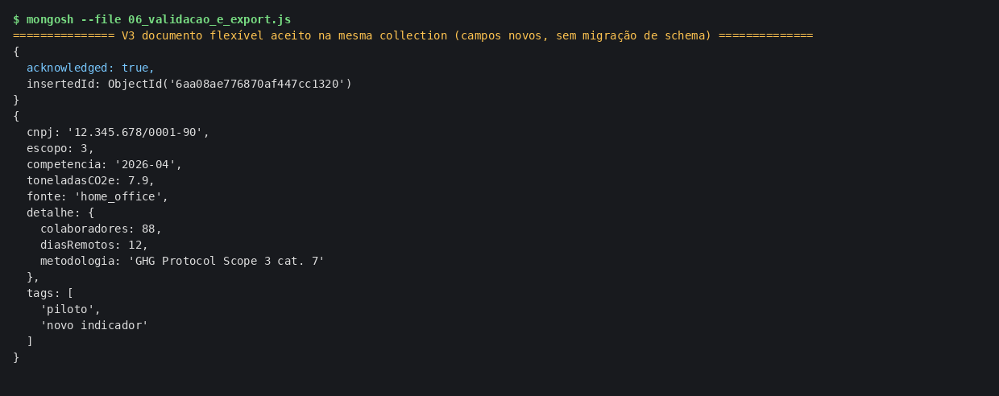 $ mongosh --file 06_validacao_e_export.js
=============== V3 documento flexível aceito na mesma collection (campos novos, sem migração de schema) ==============
{
  acknowledged: true,
  insertedId: ObjectId('6aa08ae776870af447cc1320')
}
{
  cnpj: '12.345.678/0001-90',
  escopo: 3,
  competencia: '2026-04',
  toneladasCO2e: 7.9,
  fonte: 'home_office',
  detalhe: {
    colaboradores: 88,
    diasRemotos: 12,
    metodologia: 'GHG Protocol Scope 3 cat. 7'
  },
  tags: [
    'piloto',
    'novo indicador'
  ]
}